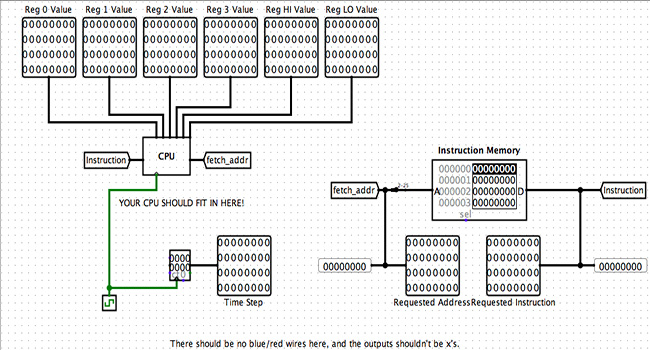 Reg 0 Value Reg 1 Value Reg 2 Value Reg 3 Value Reg HI Value Reg LO Value
00000000 00000000 00000000 00000000 00000000 00000000
00000000 00000000 00000000 00000000 00000000 00000000
00000000 00000000 00000000 00000000 00000000 00000000
00000000 00000000 00000000 00000000 00000000 00000000
Instruction CPU fetch_addr
Instruction Memory
000000 00000000
000001 00000000
fetch_addr 2-25 A 000002 00000000 D Instruction
000003 00000000
sel
YOUR CPU SHOULD FIT IN HERE!
0000
0000
ct0
00000000
00000000
00000000
00000000
Time Step
00000000
00000000 00000000
00000000 00000000
00000000 00000000
00000000 00000000
00000000
Requested Address Requested Instruction
There should be no blue/red wires here, and the outputs shouldn't be x's.